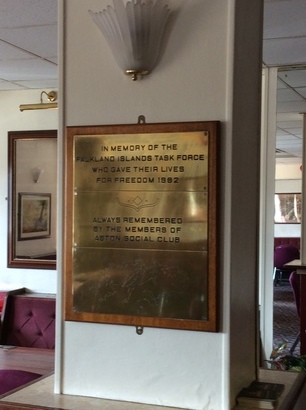 IN MEMORY OF THE
FALKLAND ISLANDS TASK FORCE
WHO GAVE THEIR LIVES
FOR FREEDOM 1982
ALWAYS REMEMBERED
BY THE MEMBERS OF
ASTON SOCIAL CLUB